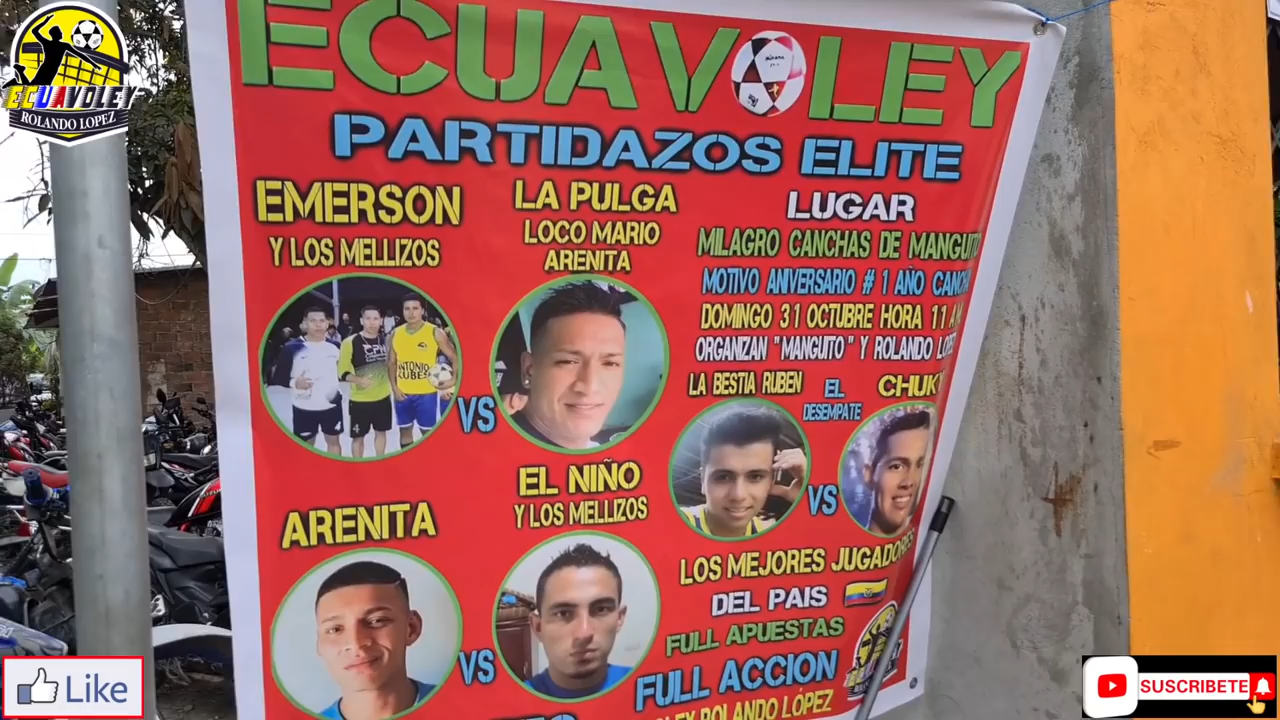 ECUAVOLEY
ROLANDO LOPEZ
ECUAVOLEY
PARTIDAZOS ELITE
EMERSON
Y LOS MELLIZOS
LA PULGA
LOCO MARIO
ARENITA
VS
LUGAR
MILAGRO CANCHAS DE MANGUITO
MOTIVO ANIVERSARIO # 1 AÑO CANCHA
DOMINGO 31 OCTUBRE HORA 11 AM
ORGANIZAN "MANGUITO" Y ROLANDO LOPEZ
LA BESTIA RUBEN
EL
DESEMPATE
CHUKY
VS
ARENITA
VS
EL NIÑO
Y LOS MELLIZOS
LOS MEJORES JUGADORES
DEL PAIS
FULL APUESTAS
FULL ACCION
ROLANDO LÓPEZ
Like
SUSCRIBETE